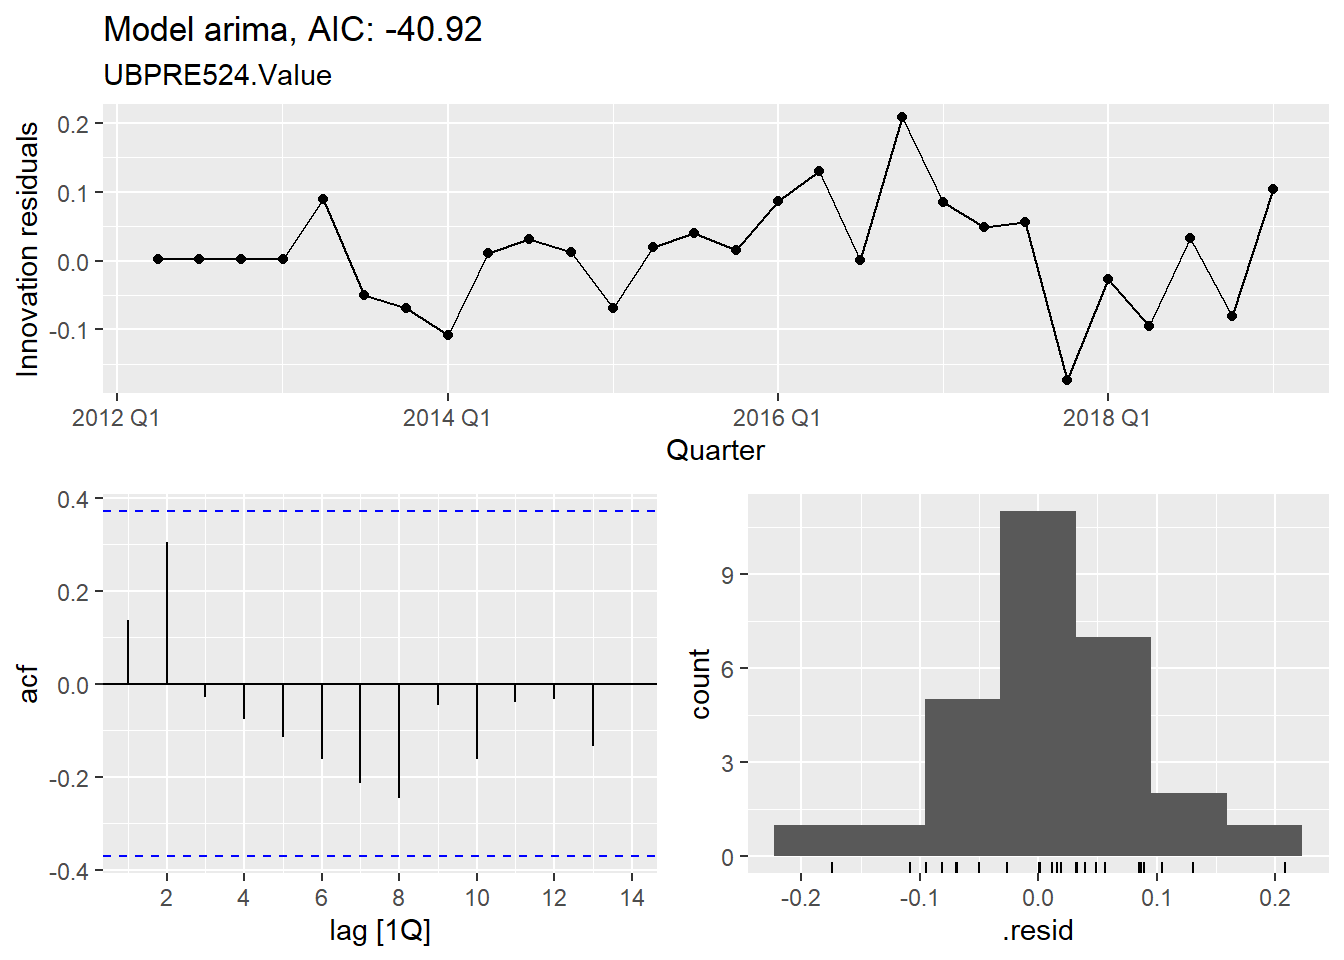 Model arima, AIC: -40.92
UBPRE524.Value
Innovation residuals
0.2
0.1
0.0
-0.1
2012 Q1
2014 Q1
2016 Q1
2018 Q1
Quarter
acf
0.4
0.2
0.0
-0.2
-0.4
2
4
6
8
10
12
14
lag [1Q]
count
9
6
3
0
-0.2
-0.1
0.0
0.1
0.2
.resid